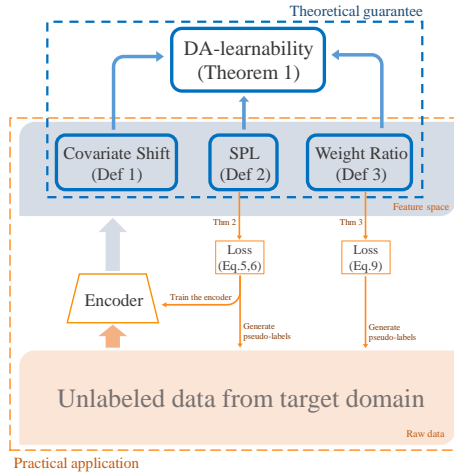 Theoretical guarantee
DA-learnability
(Theorem 1)
Covariate Shift
(Def 1)
SPL
(Def 2)
Weight Ratio
(Def 3)
Feature space
Thm 2
Thm 3
Loss
(Eq.5,6)
Loss
(Eq.9)
Encoder
Train the encoder
Generate
pseudo-labels
Generate
pseudo-labels
Unlabeled data from target domain
Raw data
Practical application